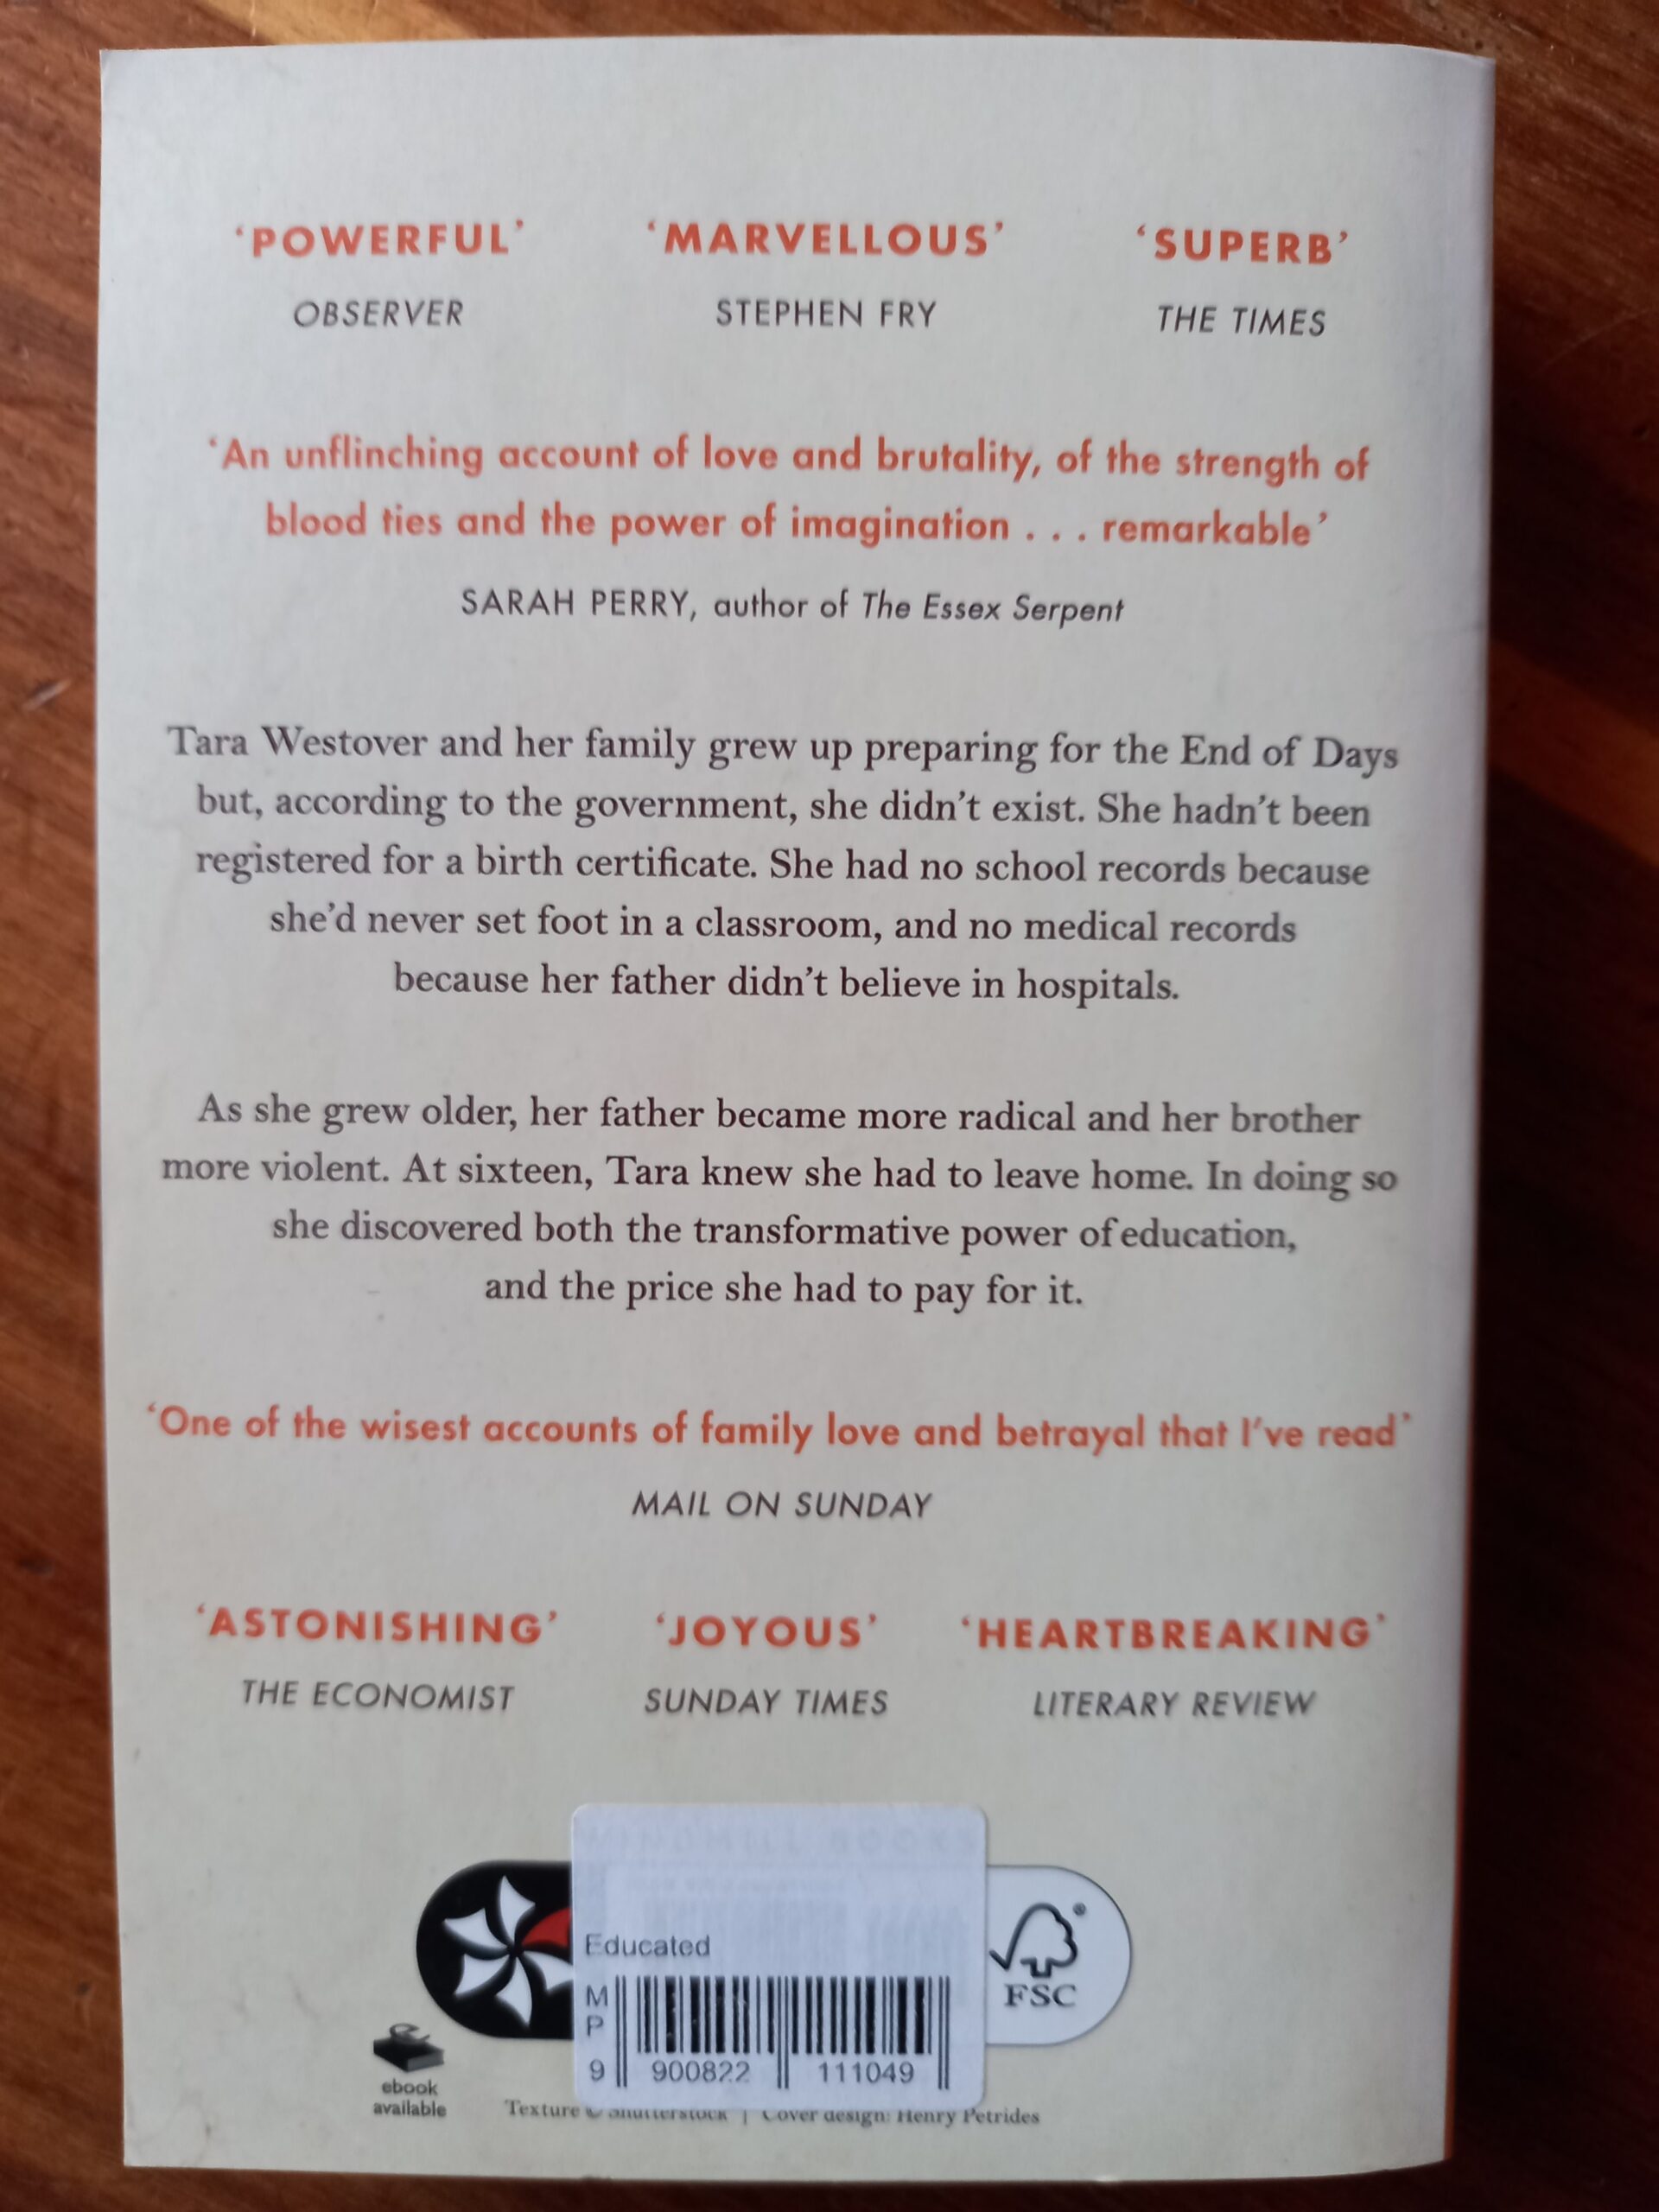 ‘POWERFUL’ ‘MARVELLOUS’ ‘SUPERB’
OBSERVER STEPHEN FRY THE TIMES
‘An unflinching account of love and brutality, of the strength of
blood ties and the power of imagination . . . remarkable’
SARAH PERRY, author of The Essex Serpent
Tara Westover and her family grew up preparing for the End of Days
but, according to the government, she didn’t exist. She hadn’t been
registered for a birth certificate. She had no school records because
she’d never set foot in a classroom, and no medical records
because her father didn’t believe in hospitals.
As she grew older, her father became more radical and her brother
more violent. At sixteen, Tara knew she had to leave home. In doing so
she discovered both the transformative power of education,
and the price she had to pay for it.
‘One of the wisest accounts of family love and betrayal that I’ve read’
MAIL ON SUNDAY
‘ASTONISHING’ ‘JOYOUS’ ‘HEARTBREAKING’
THE ECONOMIST SUNDAY TIMES LITERARY REVIEW
WINDMILL BOOKS
Educated
MP
9 900822 111049
FSC
ebook
available
Texture © Shutterstock | Cover design: Henry Petrides